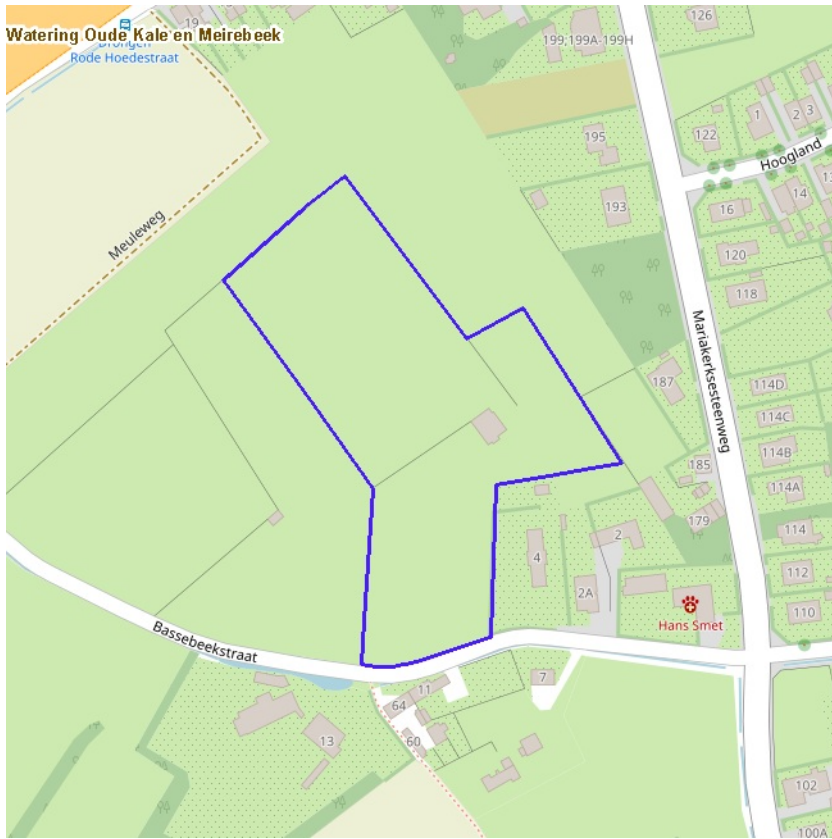 19
Watering Oude Kale en Meirebeek
Drongen
Rode Hoedestraat
199;199A-199H
126
195
122
1
2
3
Hoogland
193
16
14
13
Meuleweg
120
118
Mariakerksesteenweg
187
114D
114C
114B
185
114A
179
114
2
4
112
2A
110
Hans Smet
Bassebeekstraat
7
11
64
13
60
102
100A